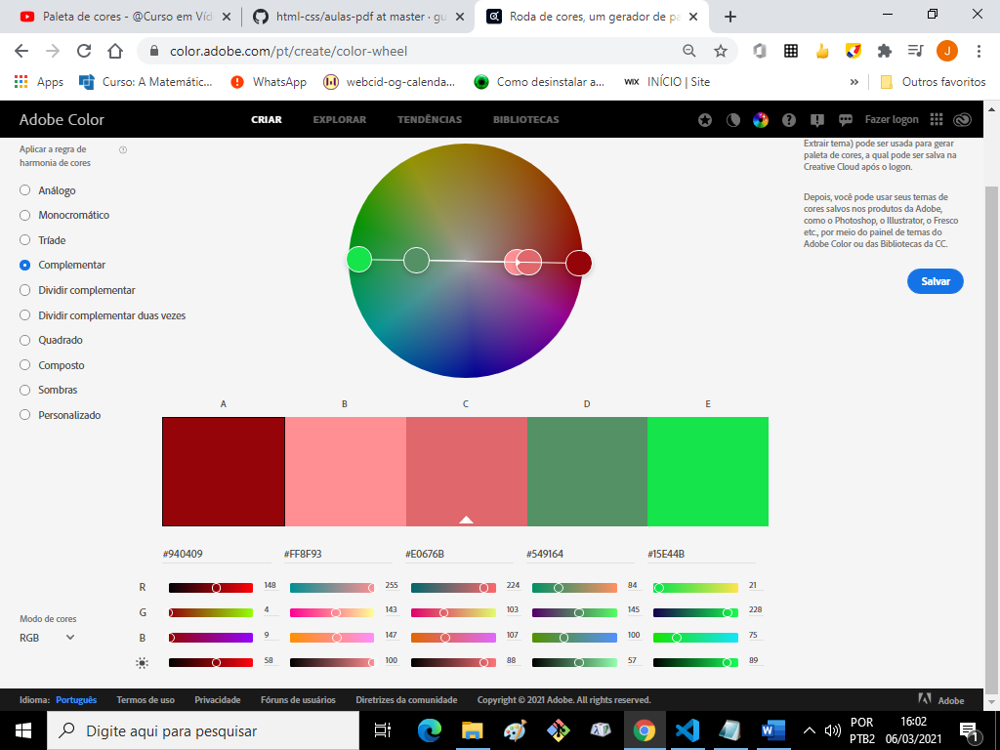 Paleta de cores - @Curso em Víd
html-css/aulas-pdf at master · gu
Roda de cores, um gerador de pa
color.adobe.com/pt/create/color-wheel
J
Apps
Curso: A Matemátic...
WhatsApp
webcid-og-calenda...
Como desinstalar a...
WIX INÍCIO | Site
»
Outros favoritos
Adobe Color
CRIAR
EXPLORAR
TENDÊNCIAS
BIBLIOTECAS
Fazer logon
Aplicar a regra de
harmonia de cores
Análogo
Monocromático
Tríade
Complementar
Dividir complementar
Dividir complementar duas vezes
Quadrado
Composto
Sombras
Personalizado
Extrair tema) pode ser usada para gerar
paleta de cores, a qual pode ser salva na
Creative Cloud após o logon.
Depois, você pode usar seus temas de
cores salvos nos produtos da Adobe,
como o Photoshop, o Illustrator, o Fresco
etc., por meio do painel de temas do
Adobe Color ou das Bibliotecas da CC.
Salvar
A B C D E
#940409 #FF8F93 #E0676B #549164 #15E44B
R 148 255 224 84 21
G 4 143 103 145 228
Modo de cores
RGB
B 9 147 107 100 75
58 100 88 57 89
Idioma: Português Termos de uso Privacidade Fóruns de usuários Diretrizes da comunidade Copyright © 2021 Adobe. All rights reserved. Adobe
Digite aqui para pesquisar
POR
PTB2
16:02
06/03/2021
1